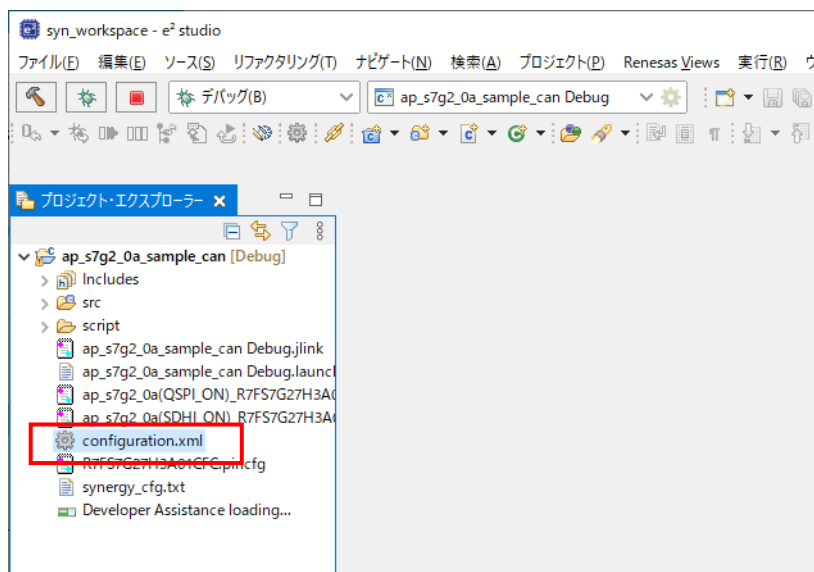 syn_workspace - e² studio
ファイル(F) 編集(E) ソース(S) リファクタリング(T) ナビゲート(N) 検索(A) プロジェクト(P) Renesas Views 実行(R) ウ
デバッグ(B) ap_s7g2_0a_sample_can Debug
プロジェクト・エクスプローラー
ap_s7g2_0a_sample_can [Debug]
Includes
src
script
ap_s7g2_0a_sample_can Debug.jlink
ap_s7g2_0a_sample_can Debug.launcl
ap_s7g2_0a(QSPI_ON)_R7FS7G27H3A(
ap_s7g2_0a(SDHI_ON)_R7FS7G27H3A(
configuration.xml
R7FS7G27H3A01CFC.pincfg
synergy_cfg.txt
Developer Assistance loading...